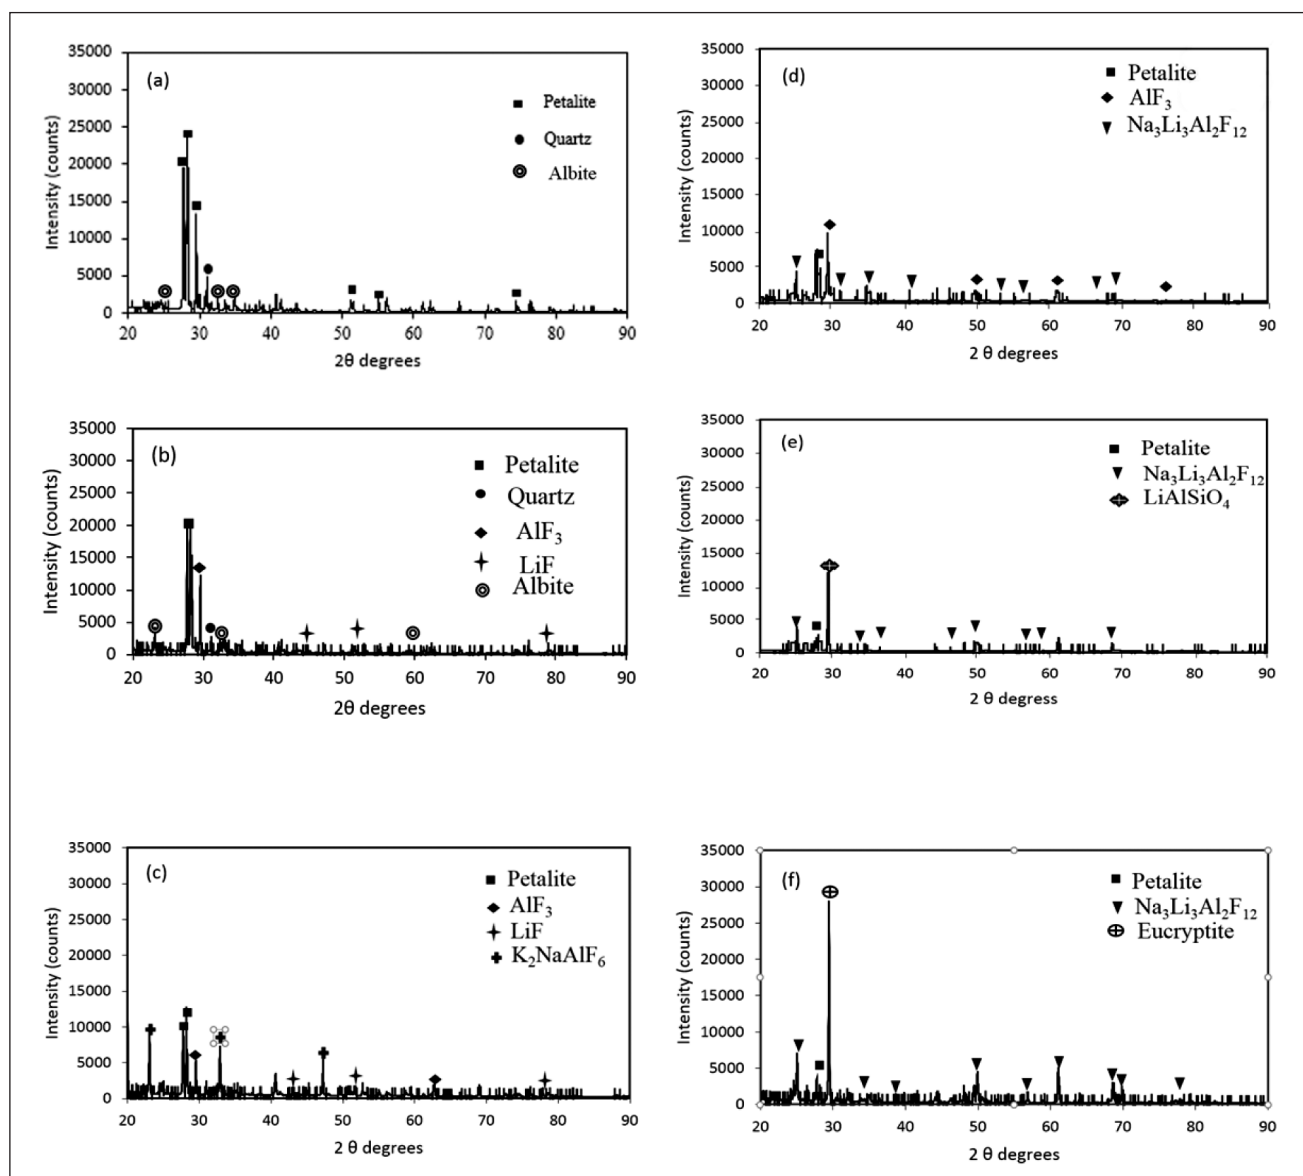 (a)
35000
30000
25000
20000
15000
10000
5000
0
Intensity (counts)
Petalite
Quartz
Albite
20 30 40 50 60 70 80 90
2θ degrees
(b)
35000
30000
25000
20000
15000
10000
5000
0
Intensity (counts)
Petalite
Quartz
AlF3
LiF
Albite
20 30 40 50 60 70 80 90
2θ degrees
(c)
35000
30000
25000
20000
15000
10000
5000
0
Intensity (counts)
Petalite
AlF3
LiF
K2NaAlF6
20 30 40 50 60 70 80 90
2 θ degrees
(d)
35000
30000
25000
20000
15000
10000
5000
0
Intensity (counts)
Petalite
AlF3
Na3Li3Al2F12
20 30 40 50 60 70 80 90
2 θ degrees
(e)
35000
30000
25000
20000
15000
10000
5000
0
Intensity (counts)
Petalite
Na3Li3Al2F12
LiAlSiO4
20 30 40 50 60 70 80 90
2 θ degress
(f)
35000
30000
25000
20000
15000
10000
5000
0
Intensity (counts)
Petalite
Na3Li3Al2F12
Eucryptite
20 30 40 50 60 70 80 90
2 θ degrees